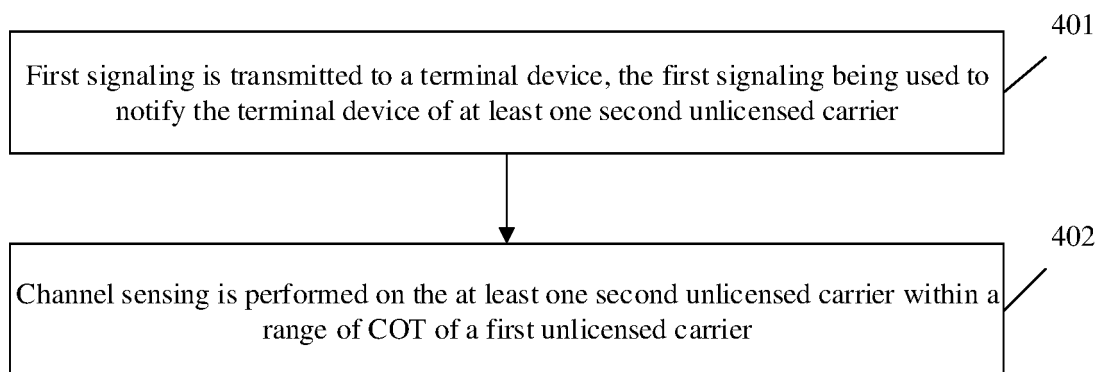 401
First signaling is transmitted to a terminal device, the first signaling being used to
notify the terminal device of at least one second unlicensed carrier
402
Channel sensing is performed on the at least one second unlicensed carrier within a
range of COT of a first unlicensed carrier